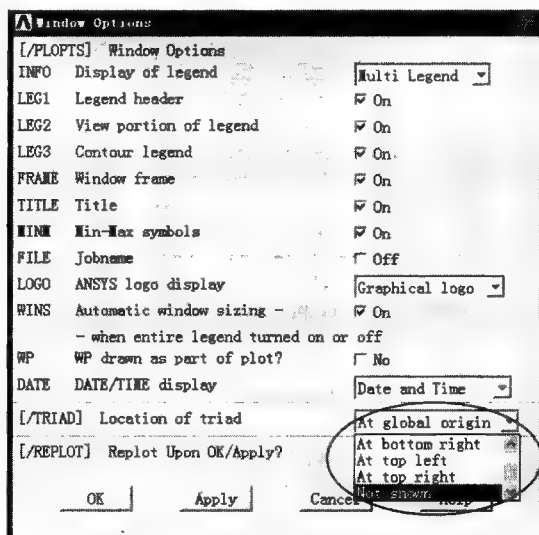 Window Options
[/PLOPTS] Window Options
INFO Display of legend Multi Legend
LEG1 Legend header On
LEG2 View portion of legend On
LEG3 Contour legend On
FRAME Window frame On
TITLE Title On
MINM Min-Max symbols On
FILE Jobname Off
LOGO ANSYS logo display Graphical logo
WINS Automatic window sizing - On
- when entire legend turned on or off
WP WP drawn as part of plot? No
DATE DATE/TIME display Date and Time
[/TRIAD] Location of triad At global origin
At bottom right
[/REPLOT] Replot Upon OK/Apply?
At top left
At top right
Not shown
OK Apply Cancel Help